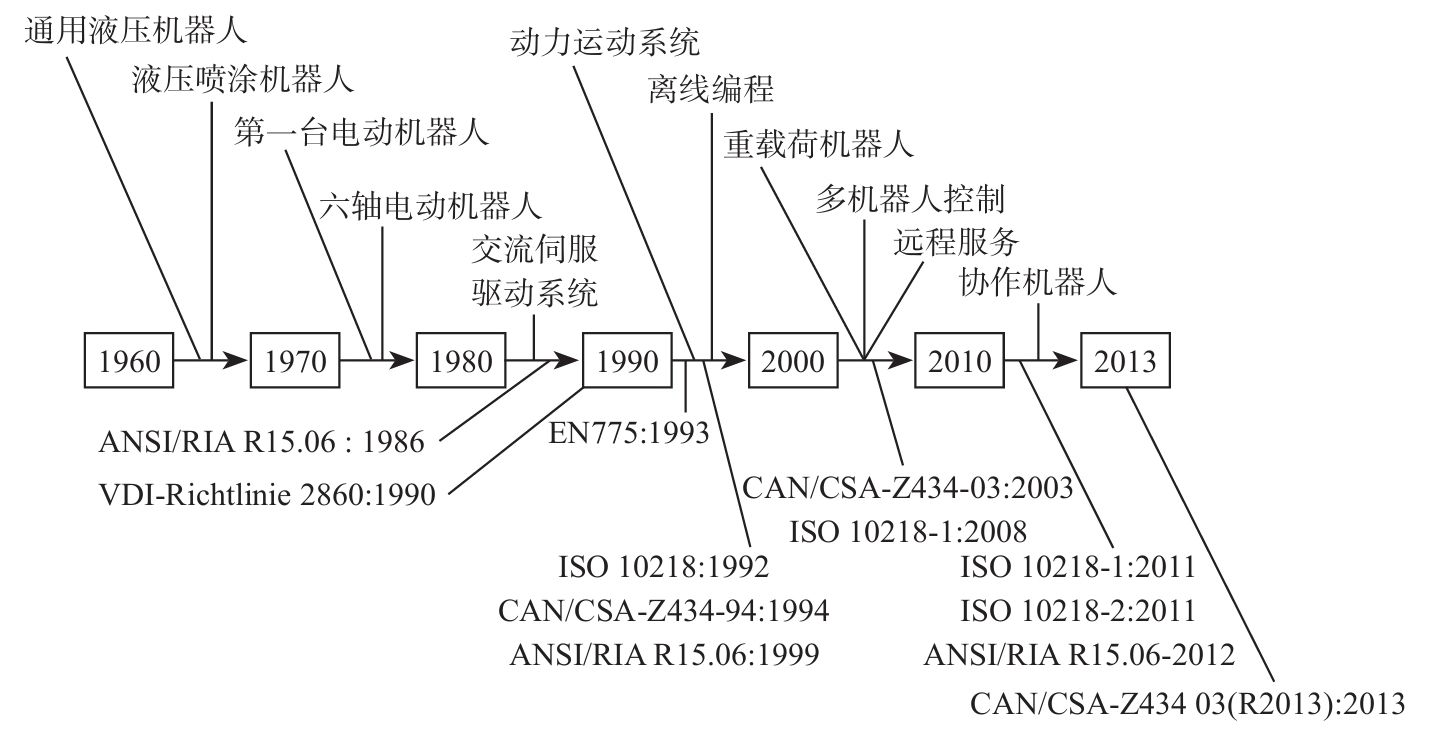 通用液压机器人
液压喷涂机器人
第一台电动机器人
六轴电动机器人
交流伺服
驱动系统
动力运动系统
离线编程
重载荷机器人
多机器人控制
远程服务
协作机器人
1960
1970
1980
1990
2000
2010
2013
ANSI/RIA R15.06 : 1986
VDI-Richtlinie 2860:1990
EN775:1993
ISO 10218:1992
CAN/CSA-Z434-94:1994
ANSI/RIA R15.06:1999
CAN/CSA-Z434-03:2003
ISO 10218-1:2008
ISO 10218-1:2011
ISO 10218-2:2011
ANSI/RIA R15.06-2012
CAN/CSA-Z434 03(R2013):2013